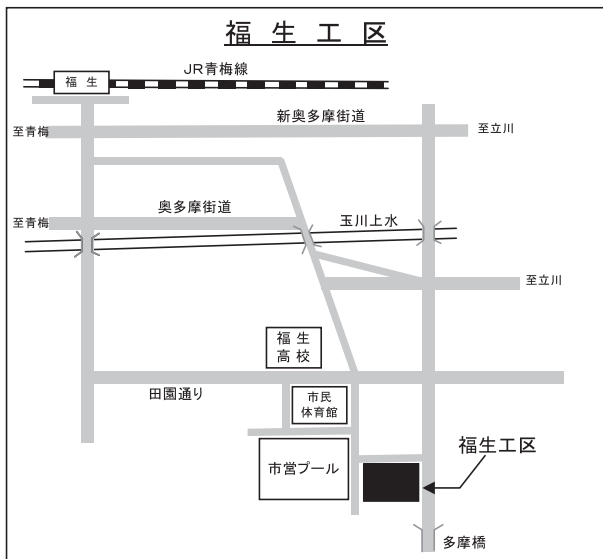 福生工区
JR青梅線
福生
新奥多摩街道
至青梅
至立川
奥多摩街道
至青梅
玉川上水
至立川
福生
高校
田園通り
市民
体育館
市営プール
福生工区
多摩橋